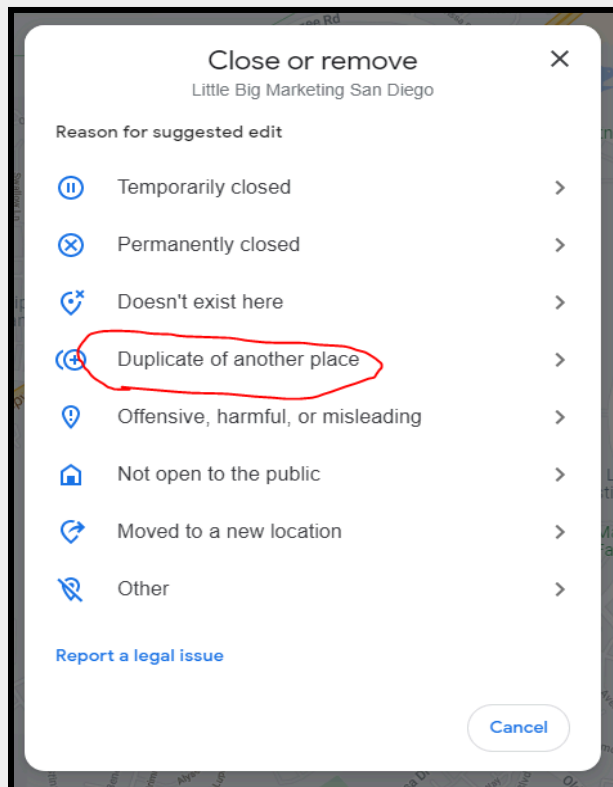 Close or remove
Little Big Marketing San Diego
Reason for suggested edit
Temporarily closed
Permanently closed
Doesn't exist here
Duplicate of another place
Offensive, harmful, or misleading
Not open to the public
Moved to a new location
Other
Report a legal issue
Cancel